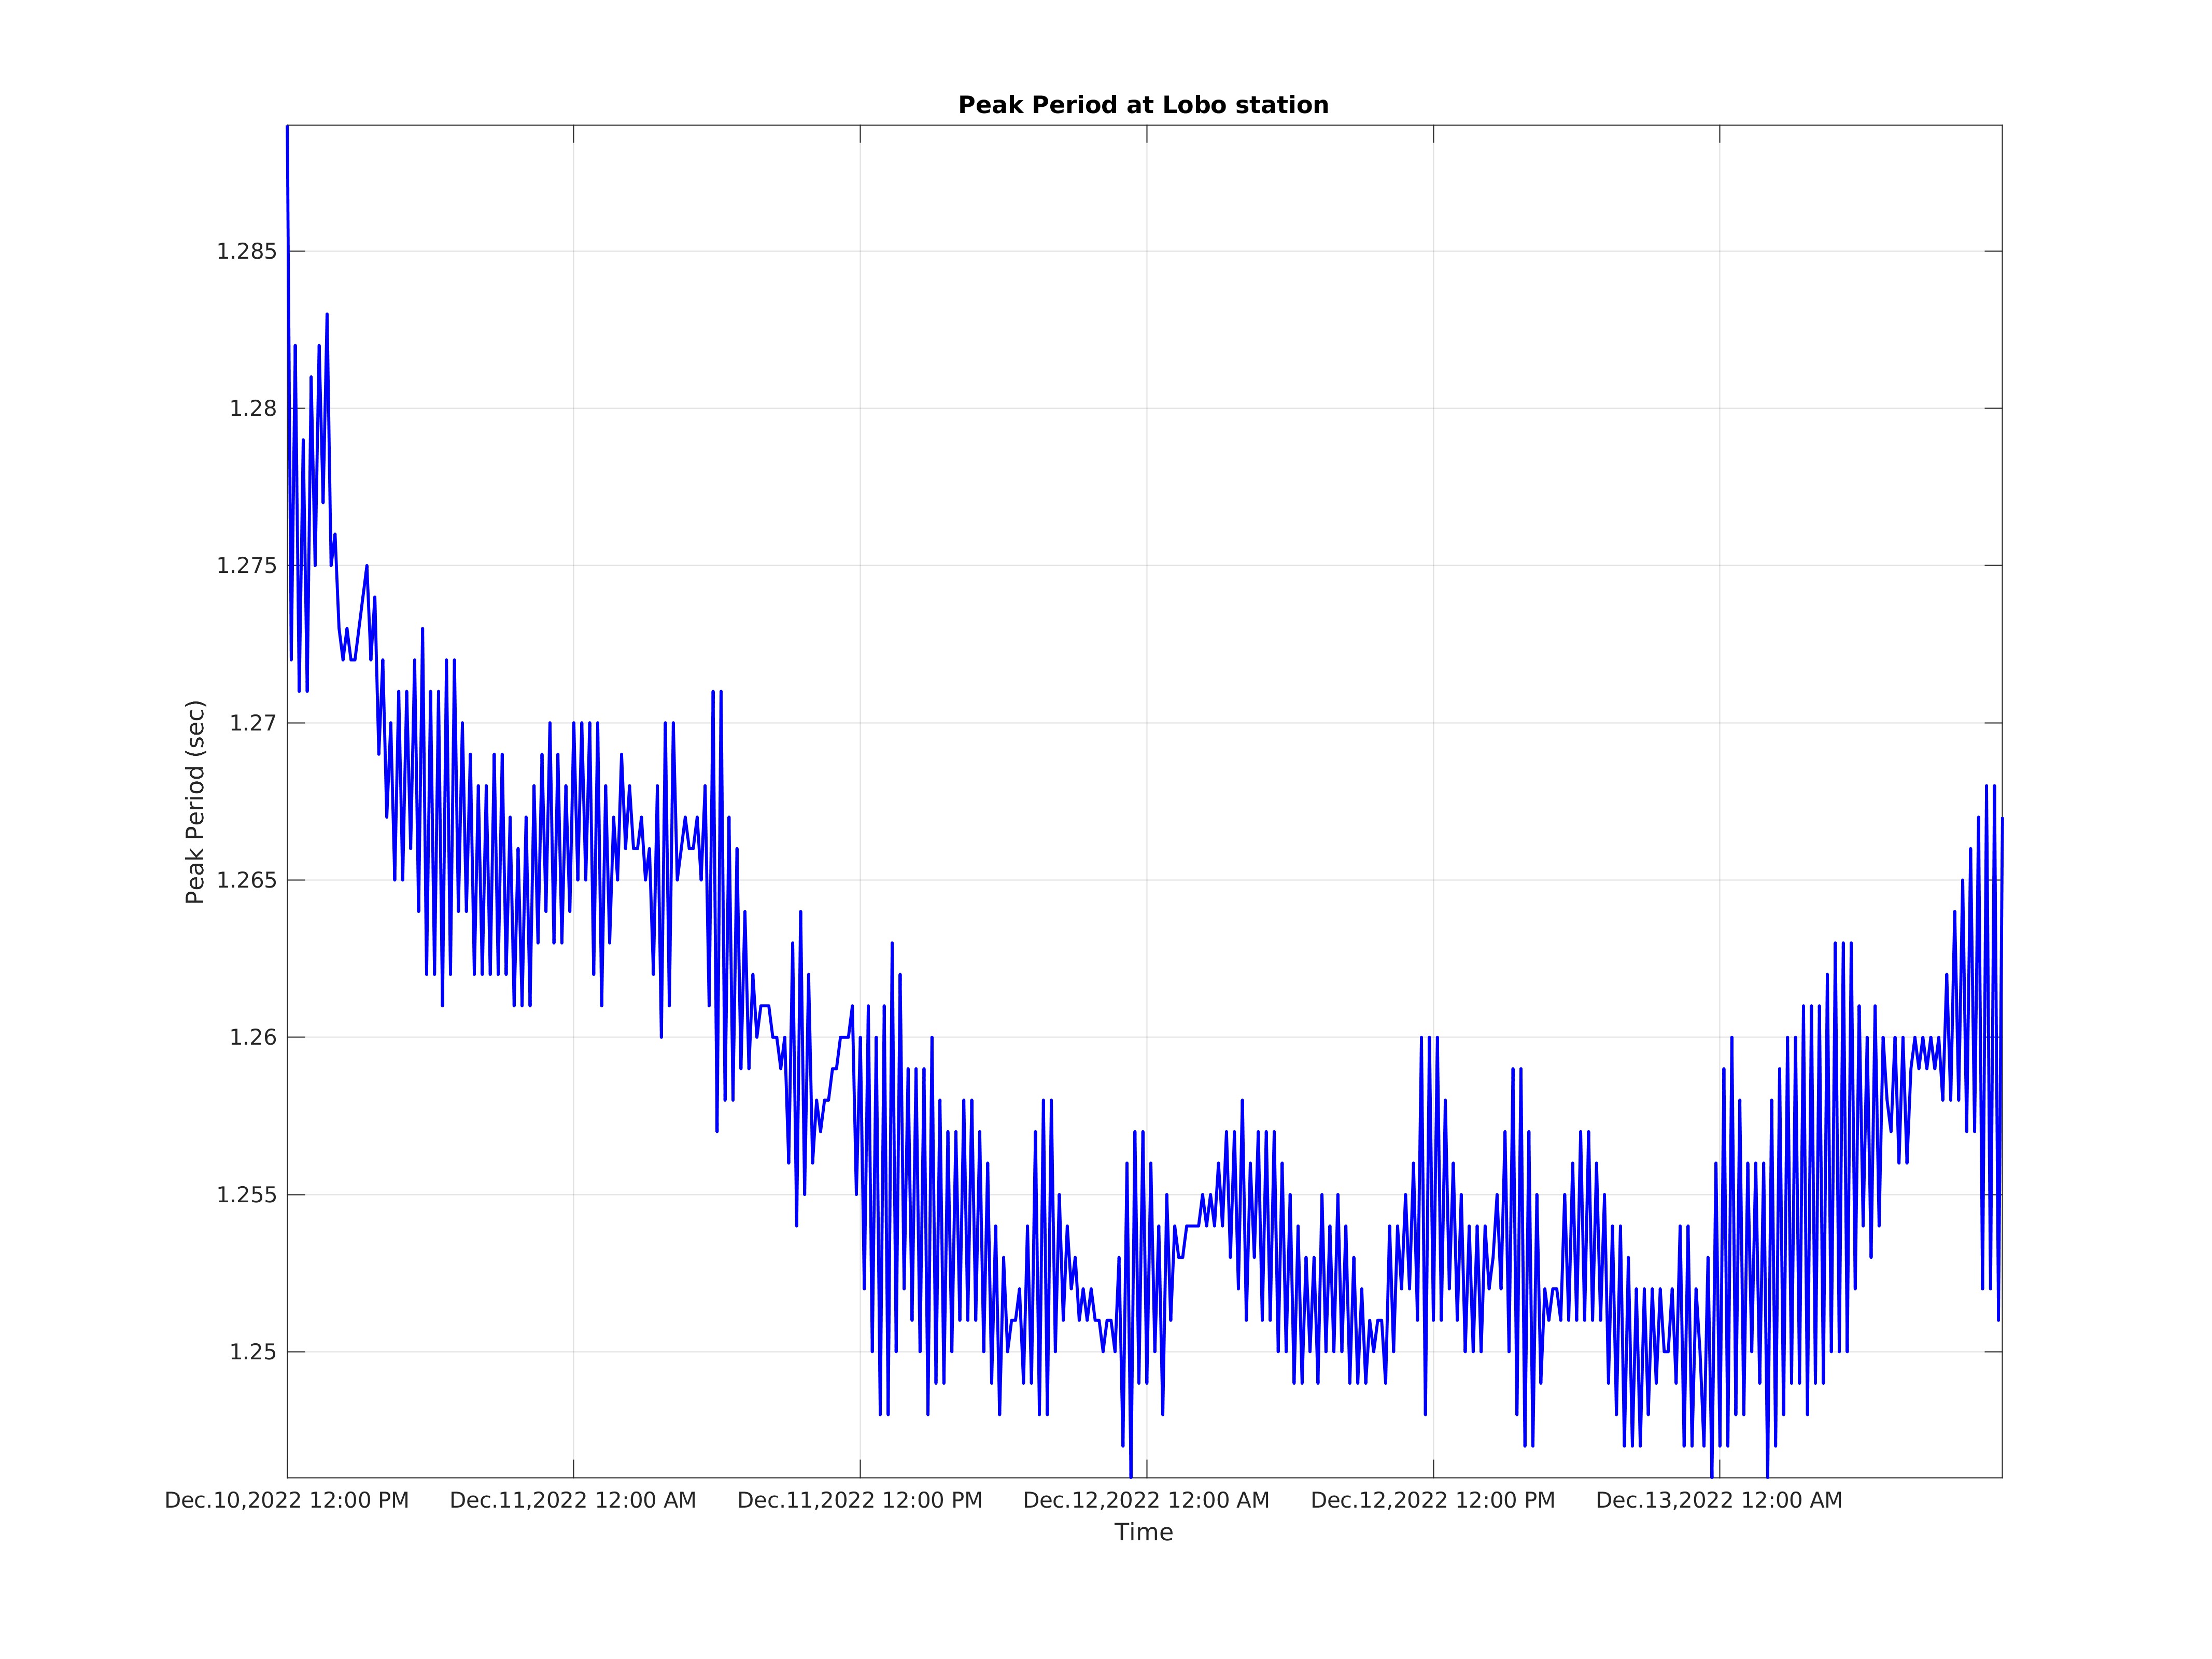 Peak Period at Lobo station
1.285
1.28
1.275
1.27
1.265
1.26
1.255
1.25
Peak Period (sec)
Dec.10,2022 12:00 PM
Dec.11,2022 12:00 AM
Dec.11,2022 12:00 PM
Dec.12,2022 12:00 AM
Dec.12,2022 12:00 PM
Dec.13,2022 12:00 AM
Time